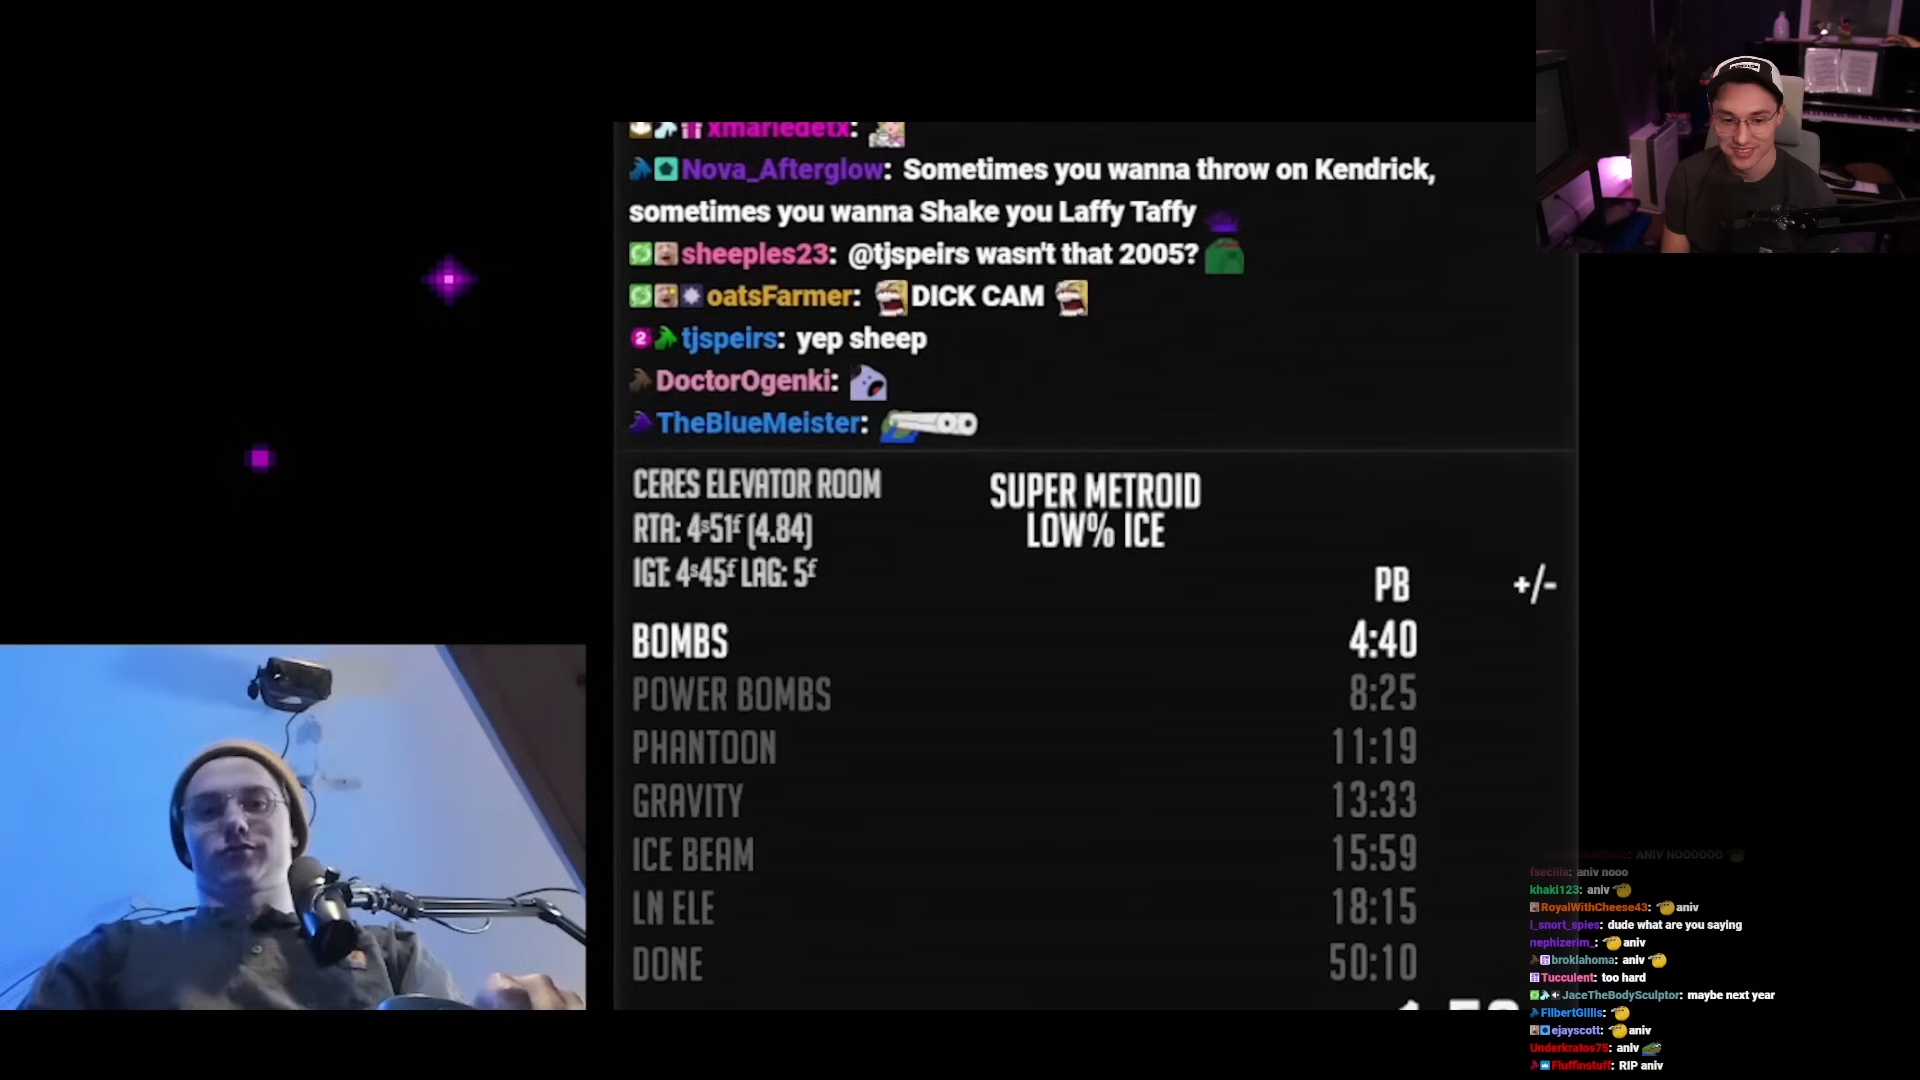 xmariedetx:
Nova_Afterglow: Sometimes you wanna throw on Kendrick,
sometimes you wanna Shake you Laffy Taffy
sheeples23: @tjspeirs wasn't that 2005?
oatsFarmer: DICK CAM
2 tjspeirs: yep sheep
DoctorOgenki:
TheBlueMeister:
CERES ELEVATOR ROOM
RTA: 4s51f (4.84)
IGT: 4s45f LAG: 5f
SUPER METROID
LOW% ICE
PB +/-
BOMBS 4:40
POWER BOMBS 8:25
PHANTOON 11:19
GRAVITY 13:33
ICE BEAM 15:59
LN ELE 18:15
DONE 50:10
ANIV NOOOOOO
fsecilia: aniv nooo
khaki123: aniv
RoyalWithCheese43: aniv
i_snort_spies: dude what are you saying
nephizerim_: aniv
broklahoma: aniv
Tucculent: too hard
JaceTheBodySculptor: maybe next year
FilbertGillis:
ejayscott: aniv
Underkratos75: aniv
Fluffinstuff: RIP aniv